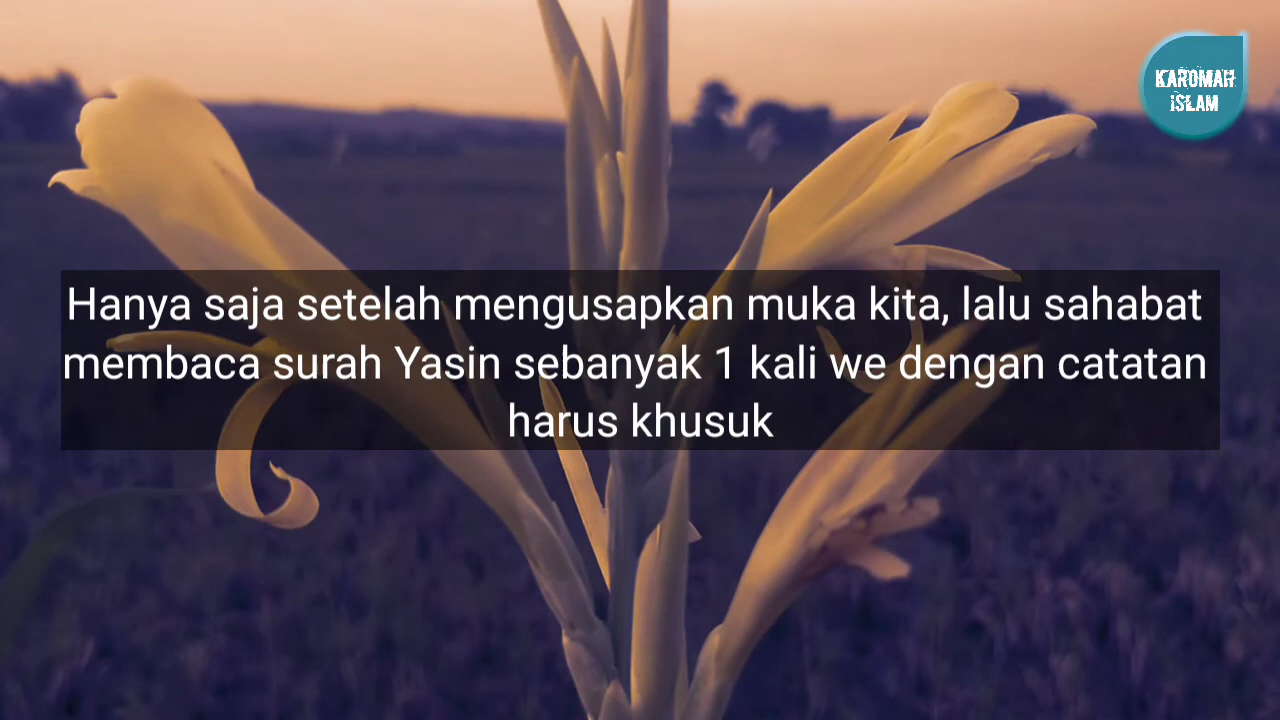 KAROMAH
ISLAM
Hanya saja setelah mengusapkan muka kita, lalu sahabat
membaca surah Yasin sebanyak 1 kali we dengan catatan
harus khusuk